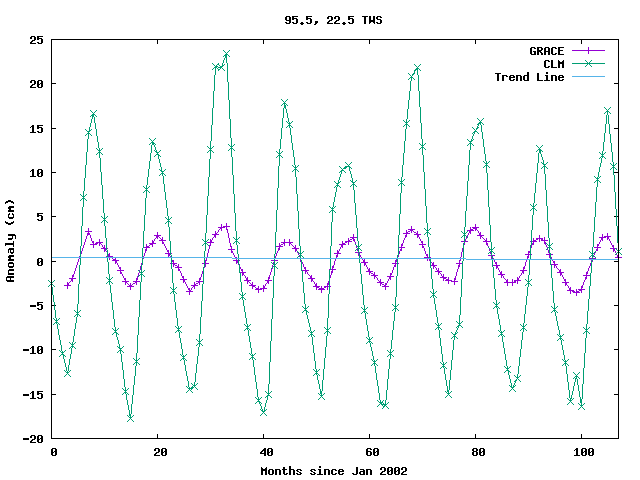 95.5, 22.5 TWS
GRACE
CLM
Trend Line
25
20
15
10
5
0
-5
-10
-15
-20
Anomaly (cm)
0 20 40 60 80 100
Months since Jan 2002